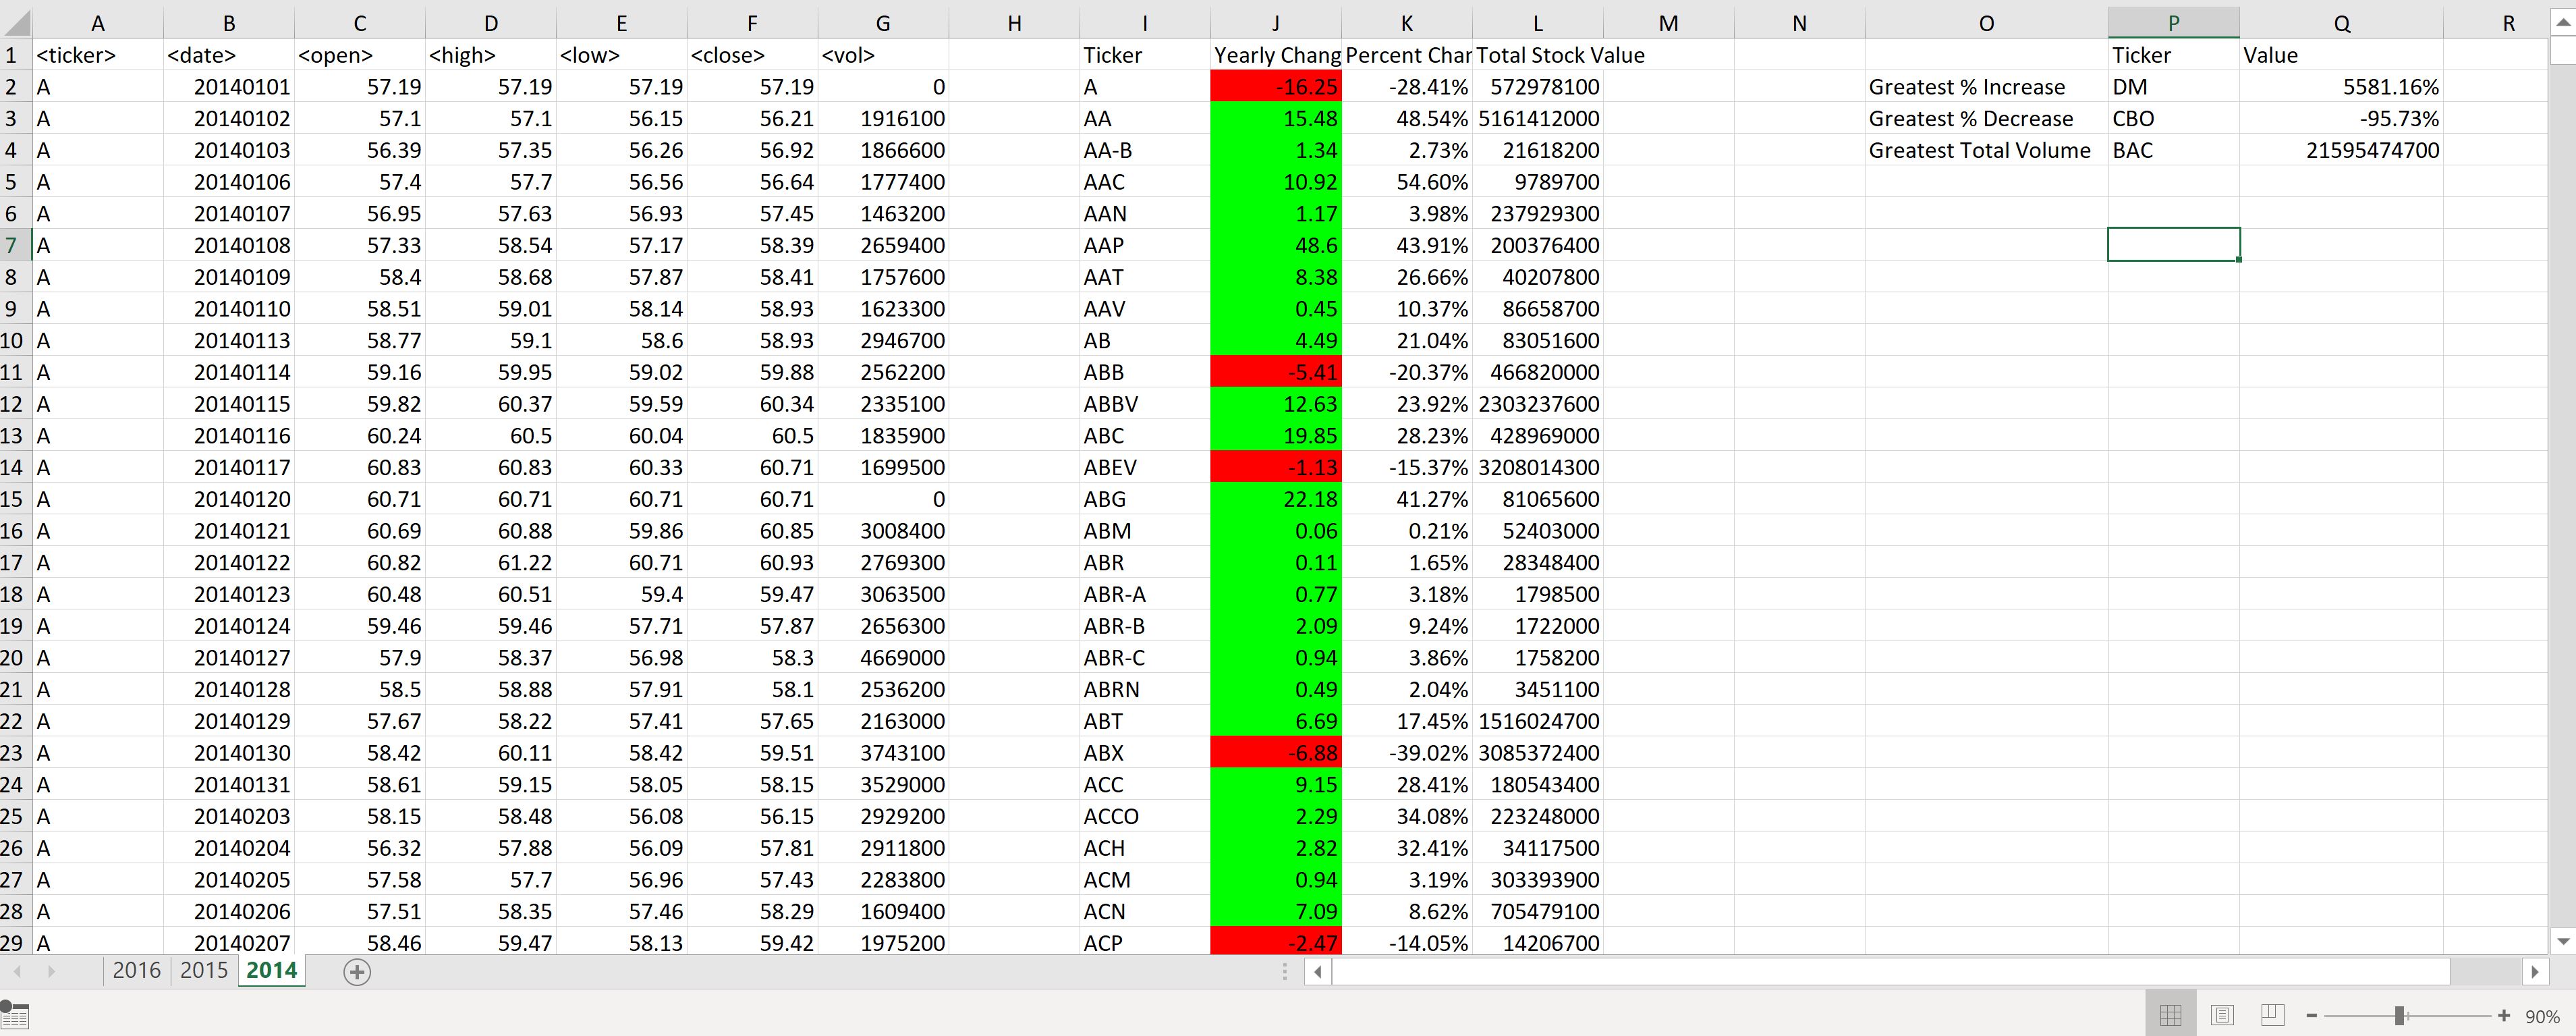 A B C D E F G H I J K L M N O P Q R
1 <ticker> <date> <open> <high> <low> <close> <vol> Ticker Yearly Chang Percent Char Total Stock Value Ticker Value
2 A 20140101 57.19 57.19 57.19 57.19 0 A -16.25 -28.41% 572978100 Greatest % Increase DM 5581.16%
3 A 20140102 57.1 57.1 56.15 56.21 1916100 AA 15.48 48.54% 5161412000 Greatest % Decrease CBO -95.73%
4 A 20140103 56.39 57.35 56.26 56.92 1866600 AA-B 1.34 2.73% 21618200 Greatest Total Volume BAC 21595474700
5 A 20140106 57.4 57.7 56.56 56.64 1777400 AAC 10.92 54.60% 9789700
6 A 20140107 56.95 57.63 56.93 57.45 1463200 AAN 1.17 3.98% 237929300
7 A 20140108 57.33 58.54 57.17 58.39 2659400 AAP 48.6 43.91% 200376400
8 A 20140109 58.4 58.68 57.87 58.41 1757600 AAT 8.38 26.66% 40207800
9 A 20140110 58.51 59.01 58.14 58.93 1623300 AAV 0.45 10.37% 86658700
10 A 20140113 58.77 59.1 58.6 58.93 2946700 AB 4.49 21.04% 83051600
11 A 20140114 59.16 59.95 59.02 59.88 2562200 ABB -5.41 -20.37% 466820000
12 A 20140115 59.82 60.37 59.59 60.34 2335100 ABBV 12.63 23.92% 2303237600
13 A 20140116 60.24 60.5 60.04 60.5 1835900 ABC 19.85 28.23% 428969000
14 A 20140117 60.83 60.83 60.33 60.71 1699500 ABEV -1.13 -15.37% 3208014300
15 A 20140120 60.71 60.71 60.71 60.71 0 ABG 22.18 41.27% 81065600
16 A 20140121 60.69 60.88 59.86 60.85 3008400 ABM 0.06 0.21% 52403000
17 A 20140122 60.82 61.22 60.71 60.93 2769300 ABR 0.11 1.65% 28348400
18 A 20140123 60.48 60.51 59.4 59.47 3063500 ABR-A 0.77 3.18% 1798500
19 A 20140124 59.46 59.46 57.71 57.87 2656300 ABR-B 2.09 9.24% 1722000
20 A 20140127 57.9 58.37 56.98 58.3 4669000 ABR-C 0.94 3.86% 1758200
21 A 20140128 58.5 58.88 57.91 58.1 2536200 ABRN 0.49 2.04% 3451100
22 A 20140129 57.67 58.22 57.41 57.65 2163000 ABT 6.69 17.45% 1516024700
23 A 20140130 58.42 60.11 58.42 59.51 3743100 ABX -6.88 -39.02% 3085372400
24 A 20140131 58.61 59.15 58.05 58.15 3529000 ACC 9.15 28.41% 180543400
25 A 20140203 58.15 58.48 56.08 56.15 2929200 ACCO 2.29 34.08% 223248000
26 A 20140204 56.32 57.88 56.09 57.81 2911800 ACH 2.82 32.41% 34117500
27 A 20140205 57.58 57.7 56.96 57.43 2283800 ACM 0.94 3.19% 303393900
28 A 20140206 57.51 58.35 57.46 58.29 1609400 ACN 7.09 8.62% 705479100
29 A 20140207 58.46 59.47 58.13 59.42 1975200 ACP -2.47 -14.05% 14206700
2016 2015 2014
90%